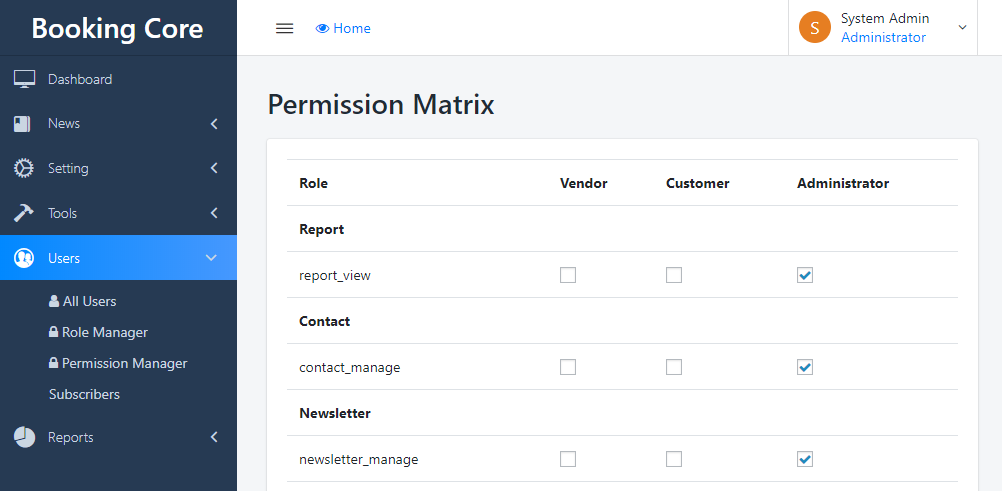 Booking Core
Home
S
System Admin
Administrator
Dashboard
News
Setting
Tools
Users
All Users
Role Manager
Permission Manager
Subscribers
Reports
Permission Matrix
Role Vendor Customer Administrator
Report
report_view
Contact
contact_manage
Newsletter
newsletter_manage